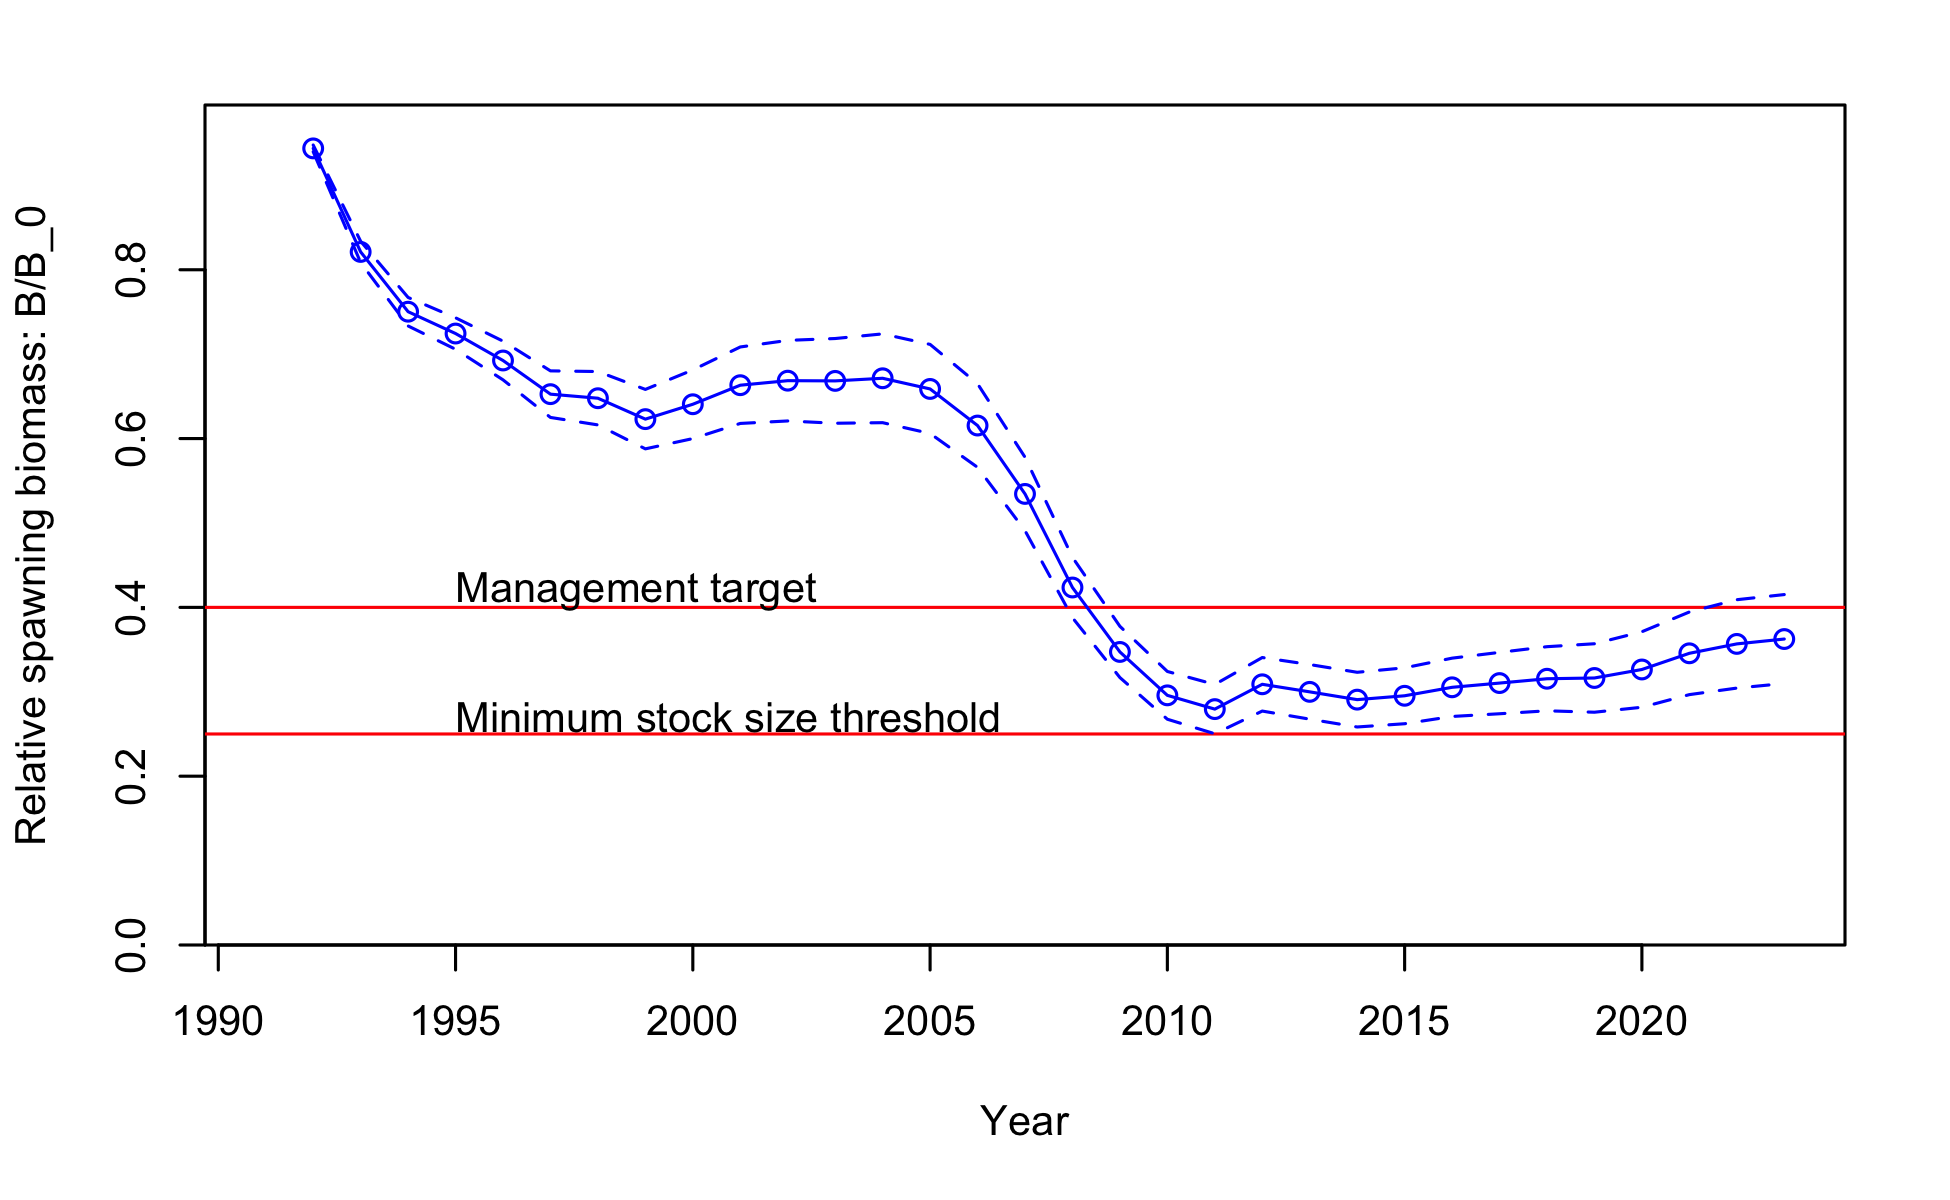 Relative spawning biomass: B/B_0
0.8
0.6
0.4
0.2
0.0
Management target
Minimum stock size threshold
1990 1995 2000 2005 2010 2015 2020
Year